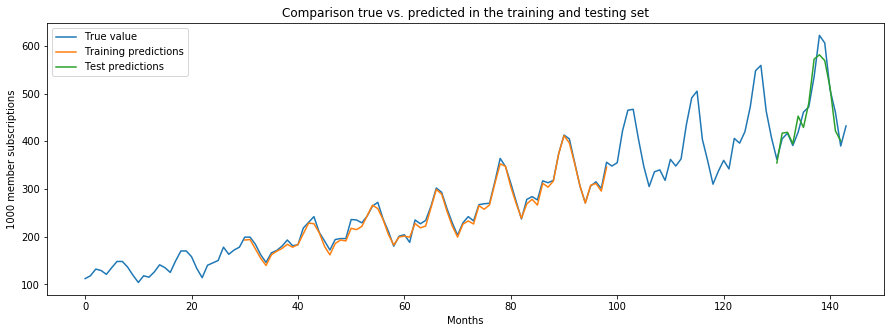 Comparison true vs. predicted in the training and testing set
True value
Training predictions
Test predictions
1000 member subscriptions
600
500
400
300
200
100
0 20 40 60 80 100 120 140
Months